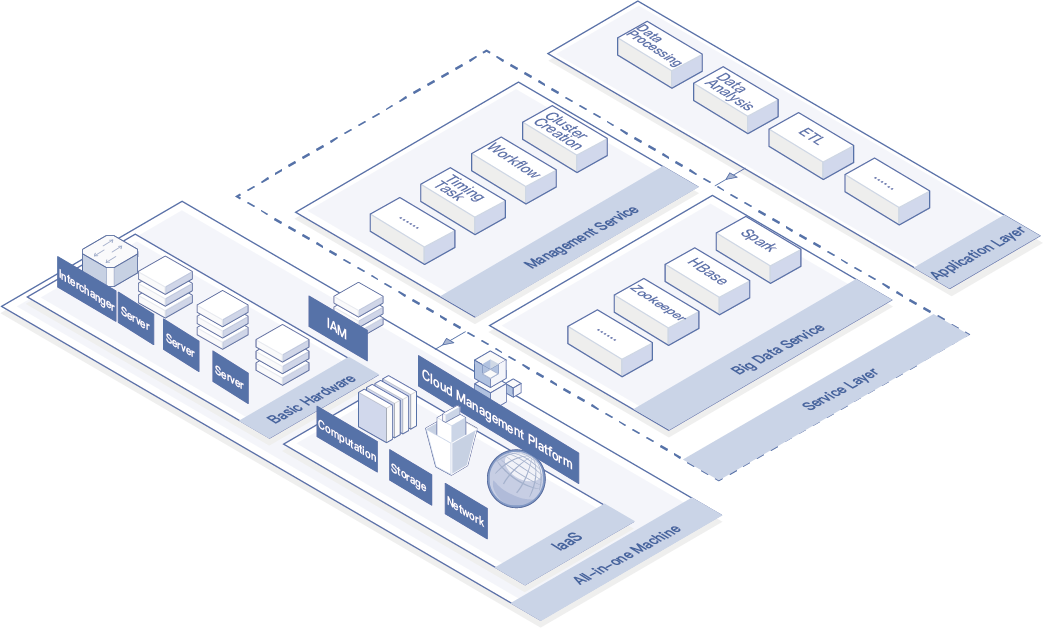 Data
Processing
Data
Analysis
ETL
......
Application Layer
Cluster
Creation
Workflow
Timing
Task
......
Management Service
Spark
HBase
Zookeeper
......
Big Data Service
Service Layer
Interchanger
Server
Server
Server
Basic Hardware
IAM
Cloud Management Platform
Computation
Storage
Network
IaaS
All-in-one Machine